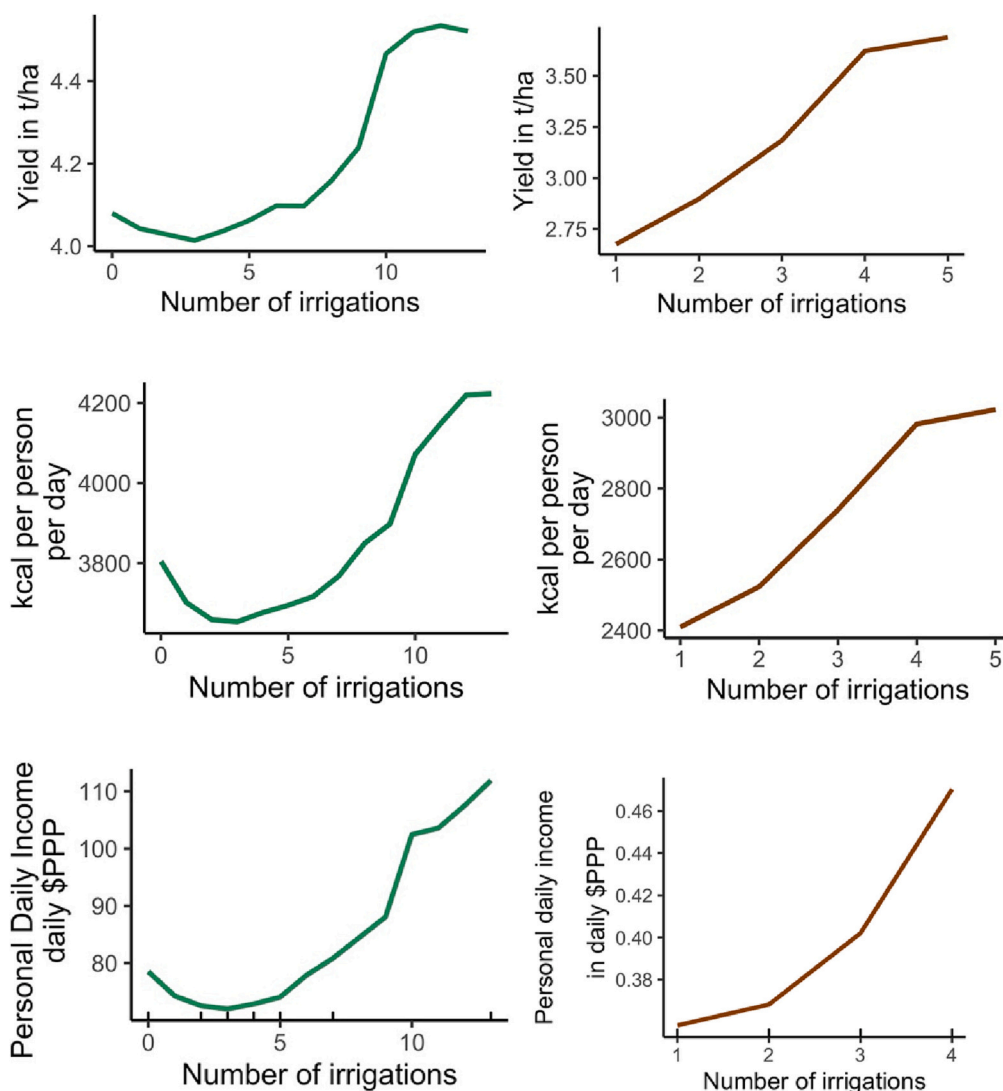 Yield in t/ha
4.4
4.2
4.0
0
5
10
Number of irrigations
Yield in t/ha
3.50
3.25
3.00
2.75
1
2
3
4
5
Number of irrigations
kcal per person
per day
4200
4000
3800
0
5
10
Number of irrigations
kcal per person
per day
3000
2800
2600
2400
1
2
3
4
5
Number of irrigations
Personal Daily Income
daily $PPP
110
100
90
80
0
5
10
Number of irrigations
Personal daily income
in daily $PPP
0.46
0.44
0.42
0.40
0.38
1
2
3
4
Number of irrigations